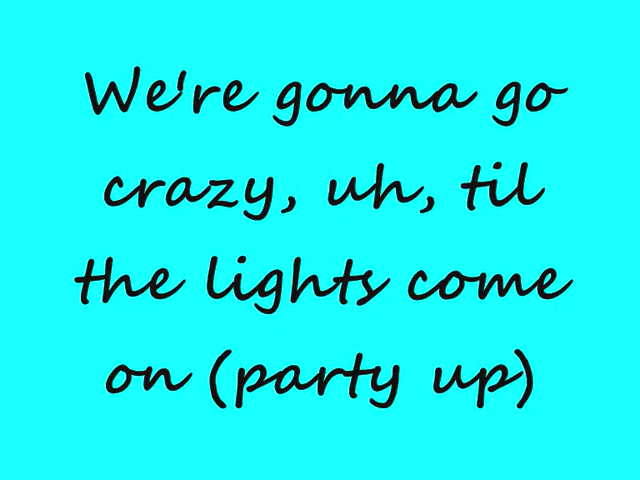 We're gonna go
crazy, uh, til
the lights come
on (party up)